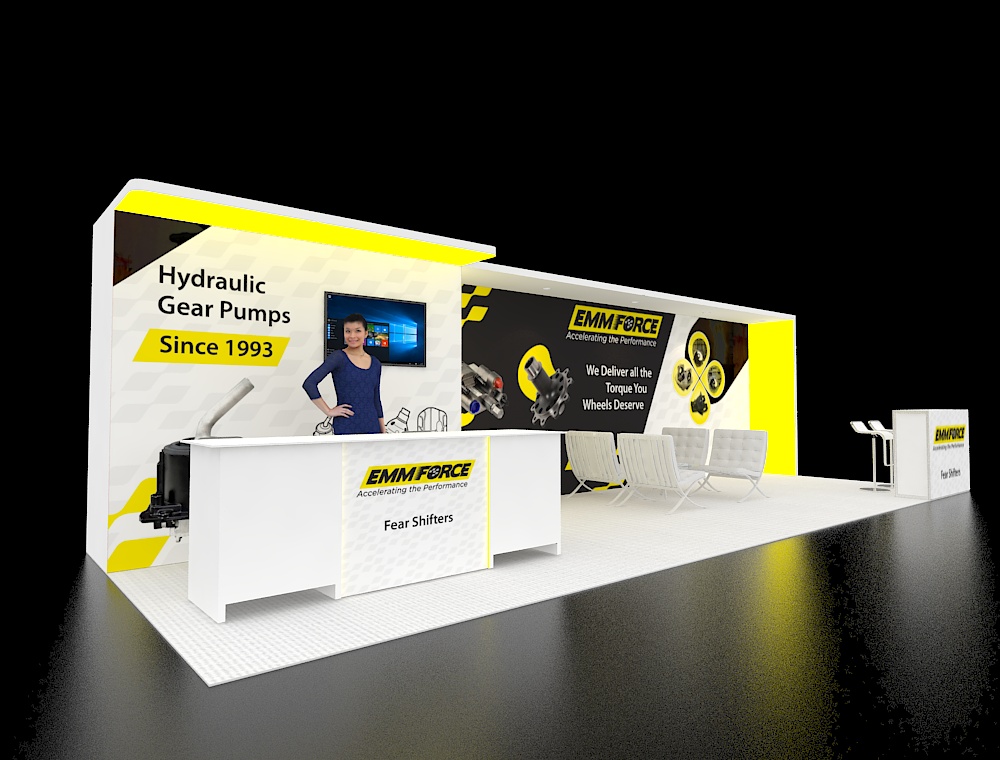 Hydraulic
Gear Pumps
Since 1993
EMMFORCE
Accelerating the Performance
We Deliver all the
Torque You
Wheels Deserve
EMMFORCE
Accelerating the Performance
Fear Shifters
EMMFORCE
Accelerating the Performance
Fear Shifters